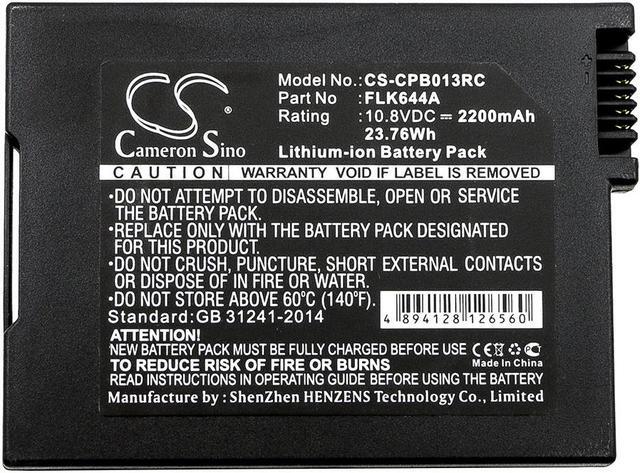 CS
Cameron Sino
Model No.: CS-CPB013RC
Part No : FLK644A
Rating : 10.8VDC ⎓ 2200mAh
23.76Wh
Lithium-ion Battery Pack
CAUTION WARRANTY VOID IF LABEL IS REMOVED
•DO NOT ATTEMPT TO DISASSEMBLE, OPEN OR SERVICE
THE BATTERY PACK.
•REPLACE ONLY WITH THE BATTERY PACK DESIGNATED
FOR THIS PRODUCT.
•DO NOT CRUSH, PUNCTURE, SHORT EXTERNAL CONTACTS
OR DISPOSE OF IN FIRE OR WATER.
•DO NOT STORE ABOVE 60°C (140°F).
Standard:GB 31241-2014
4 894128 126560
ATTENTION!
NEW BATTERY PACK MUST BE FULLY CHARGED BEFORE USE.
TO REDUCE RISK OF FIRE OR BURNS
READ INSTRUCTIONS IN OPERATING GUIDE BEFORE USING BATTERY PACK.
CE
Made in China
Manufacturer by : ShenZhen HENZENS Technology Co., Limited